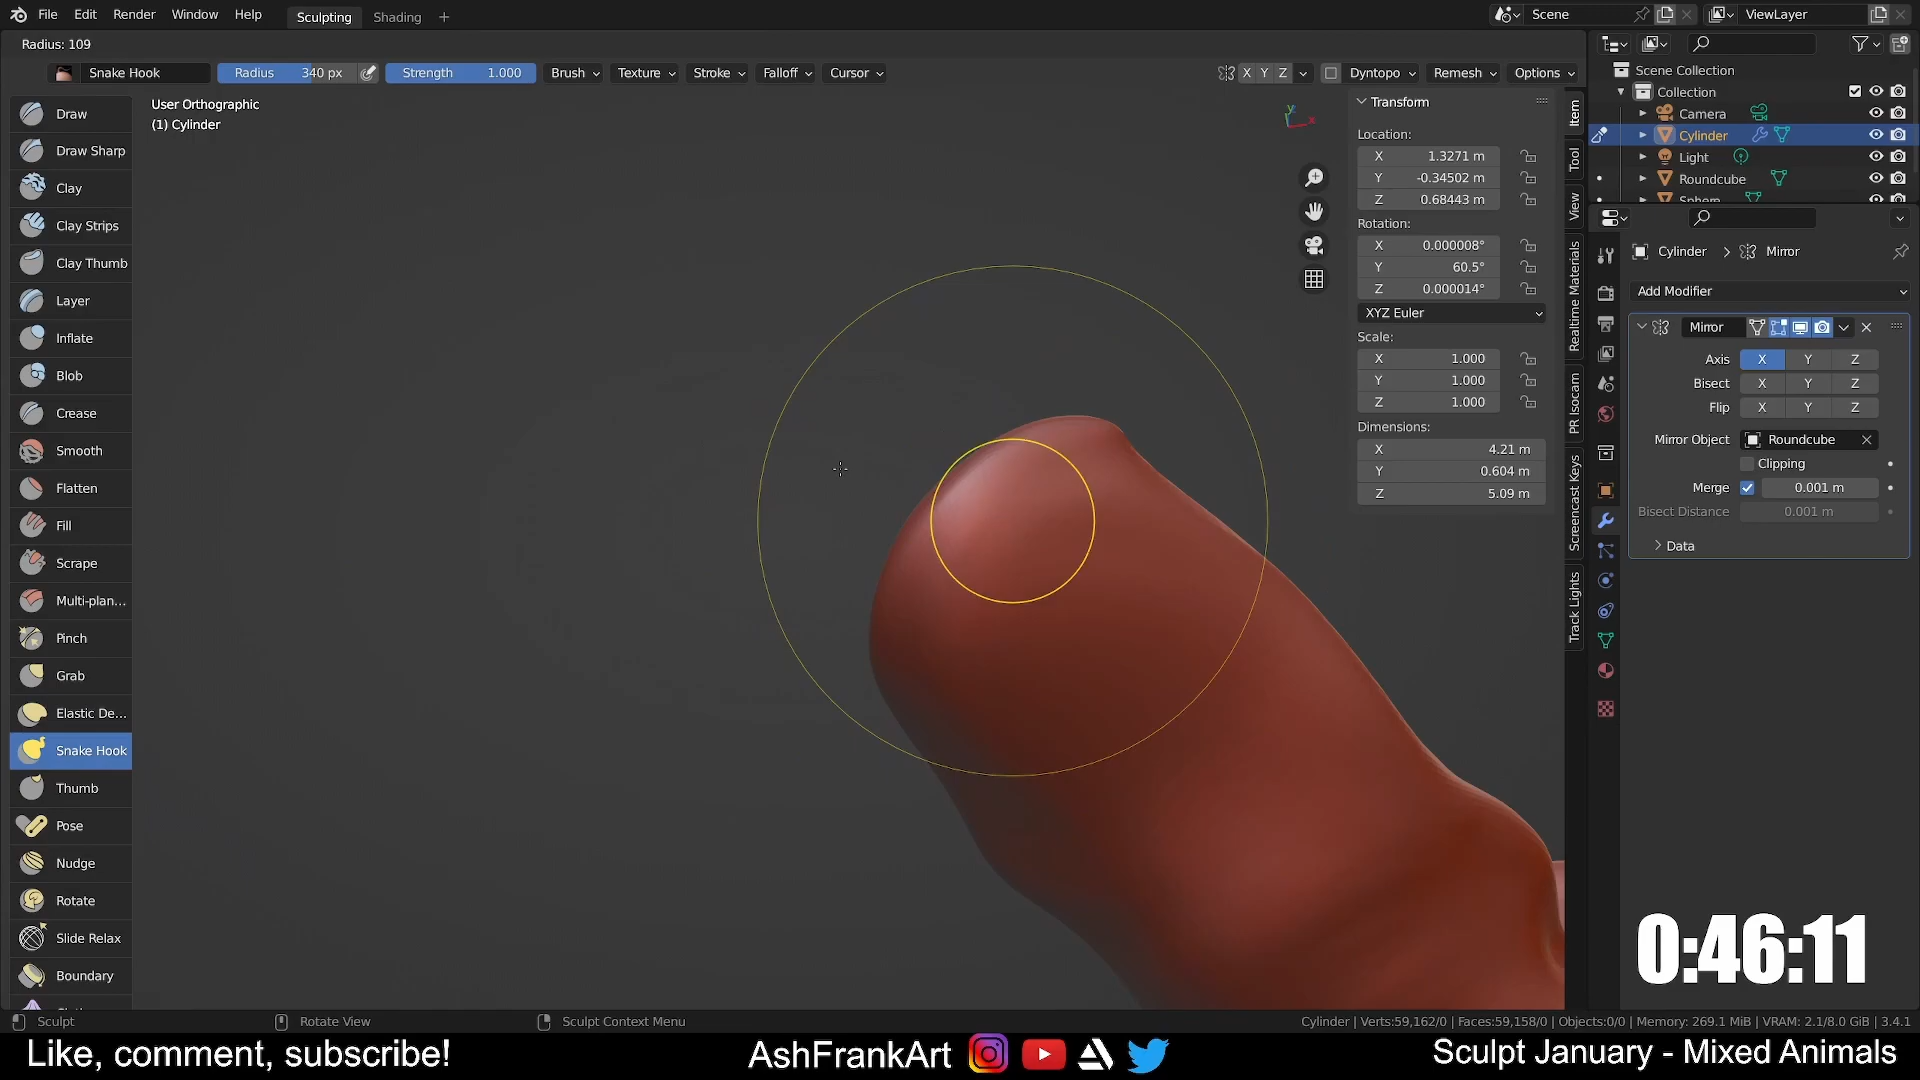 File Edit Render Window Help Sculpting Shading + Scene ViewLayer
Radius: 109
Snake Hook Radius 340 px Strength 1.000 Brush Texture Stroke Falloff Cursor X Y Z Dyntopo Remesh Options
User Orthographic
(1) Cylinder
Draw
Draw Sharp
Clay
Clay Strips
Clay Thumb
Layer
Inflate
Blob
Crease
Smooth
Flatten
Fill
Scrape
Multi-plan...
Pinch
Grab
Elastic De...
Snake Hook
Thumb
Pose
Nudge
Rotate
Slide Relax
Boundary
Transform
Location:
X 1.3271 m
Y -0.34502 m
Z 0.68443 m
Rotation:
X 0.000008°
Y 60.5°
Z 0.000014°
XYZ Euler
Scale:
X 1.000
Y 1.000
Z 1.000
Dimensions:
X 4.21 m
Y 0.604 m
Z 5.09 m
Item
Tool
View
Realtime Materials
PR Isocam
Screencast Keys
Track Lights
Scene Collection
Collection
Camera
Cylinder
Light
Roundcube
Sphere
Cylinder > Mirror
Add Modifier
Mirror
Axis X Y Z
Bisect X Y Z
Flip X Y Z
Mirror Object Roundcube
Clipping
Merge 0.001 m
Bisect Distance 0.001 m
Data
0:46:11
Sculpt Rotate View Sculpt Context Menu Cylinder | Verts:59,162/0 | Faces:59,158/0 | Objects:0/0 | Memory: 269.1 MiB | VRAM: 2.1/8.0 GiB | 3.4.1
Like, comment, subscribe! AshFrankArt Sculpt January - Mixed Animals